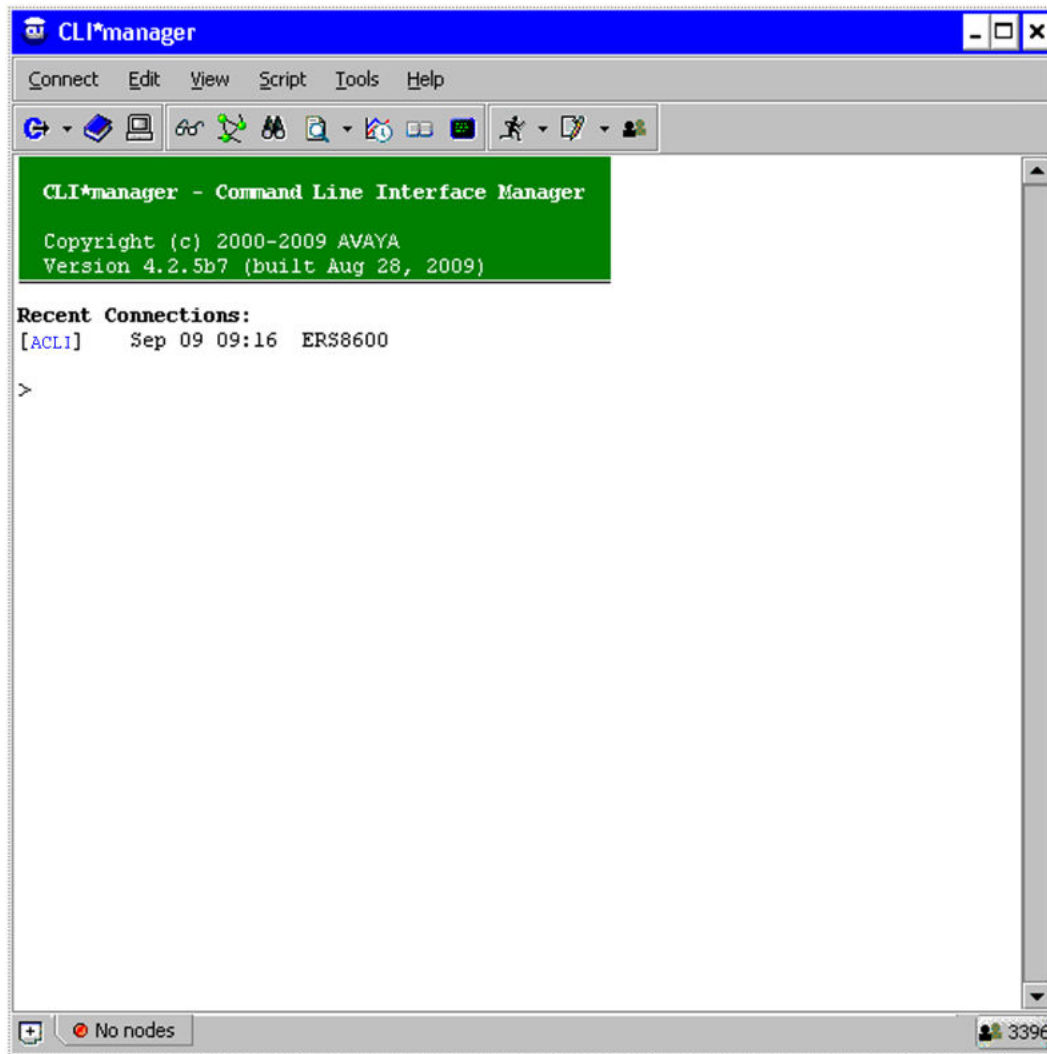 CLI*manager
Connect Edit View Script Tools Help
CLI*manager - Command Line Interface Manager
Copyright (c) 2000-2009 AVAYA
Version 4.2.5b7 (built Aug 28, 2009)
Recent Connections:
[ACLI] Sep 09 09:16 ERS8600
>
No nodes
3396